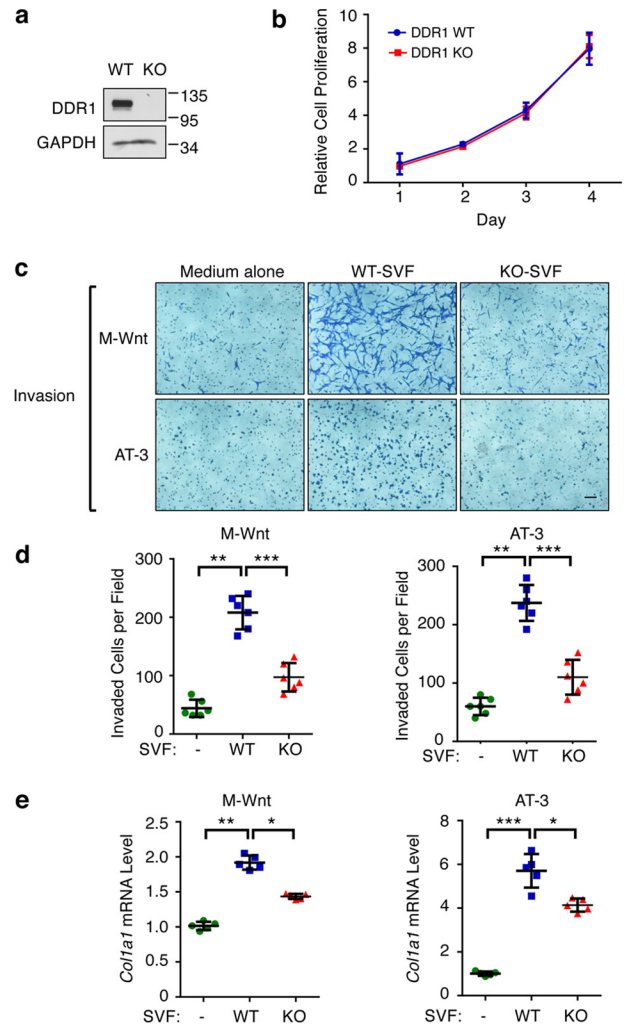 a
WT KO
DDR1
135
95
GAPDH
34
b
Relative Cell Proliferation
10
8
6
4
2
0
DDR1 WT
DDR1 KO
1 2 3 4
Day
c
Medium alone WT-SVF KO-SVF
Invasion
M-Wnt
AT-3
d
M-Wnt
Invaded Cells per Field
300
200
100
0
** ***
SVF: - WT KO
AT-3
Invaded Cells per Field
300
200
100
0
** ***
SVF: - WT KO
e
M-Wnt
Col1a1 mRNA Level
2.5
2.0
1.5
1.0
0.5
0
** *
SVF: - WT KO
AT-3
Col1a1 mRNA Level
8
6
4
2
0
*** *
SVF: - WT KO